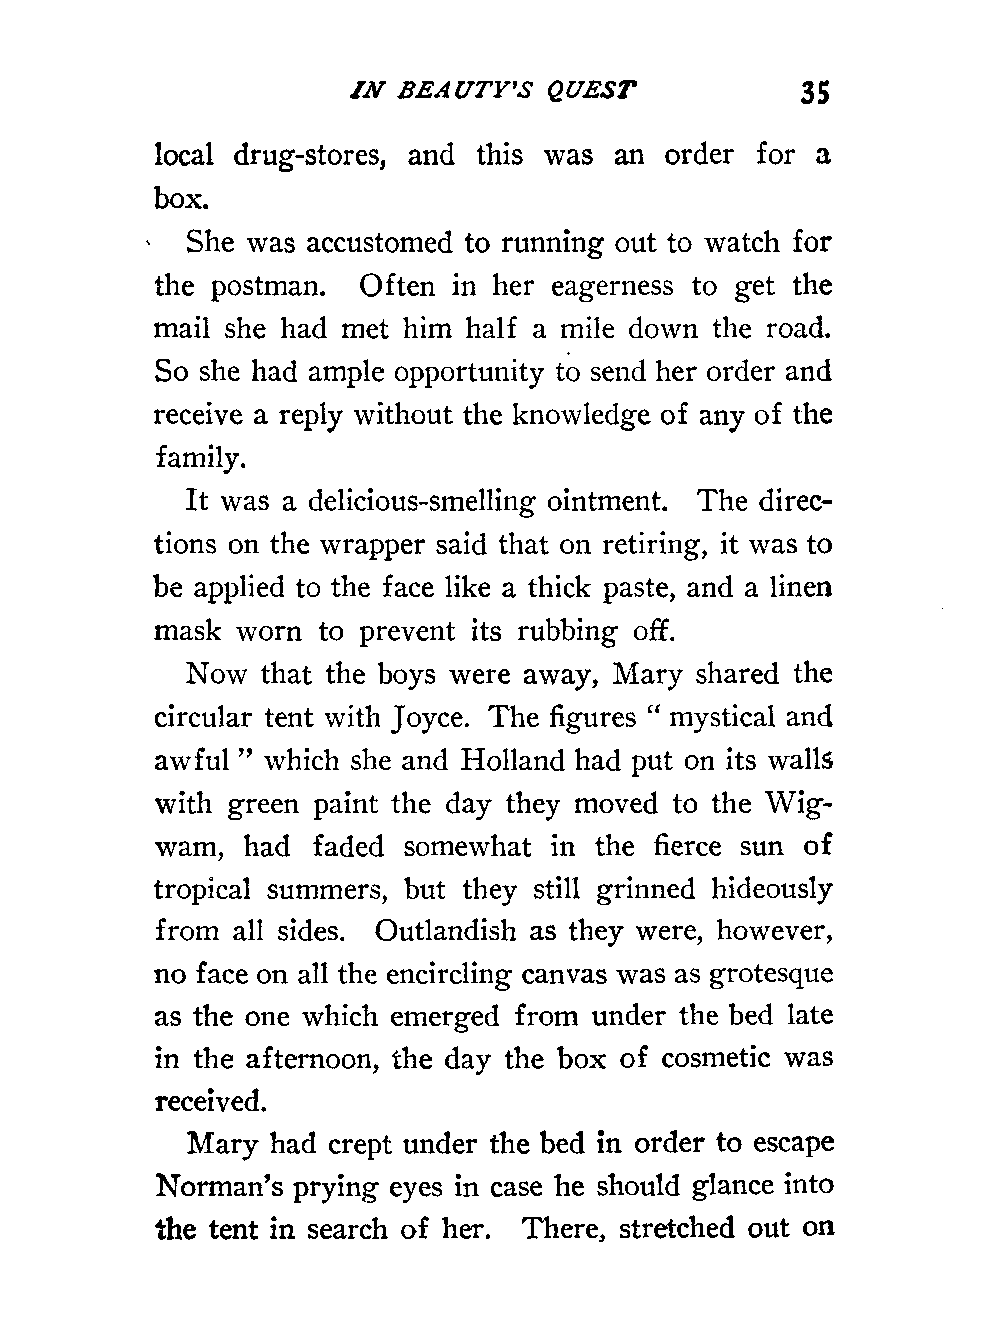 IN BEAUTY'S QUEST 35
local drug-stores, and this was an order for a
box.
She was accustomed to running out to watch for
the postman. Often in her eagerness to get the
mail she had met him half a mile down the road.
So she had ample opportunity to send her order and
receive a reply without the knowledge of any of the
family.
It was a delicious-smelling ointment. The direc-
tions on the wrapper said that on retiring, it was to
be applied to the face like a thick paste, and a linen
mask worn to prevent its rubbing off.
Now that the boys were away, Mary shared the
circular tent with Joyce. The figures " mystical and
awful " which she and Holland had put on its walls
with green paint the day they moved to the Wig-
wam, had faded somewhat in the fierce sun of
tropical summers, but they still grinned hideously
from all sides. Outlandish as they were, however,
no face on all the encircling canvas was as grotesque
as the one which emerged from under the bed late
in the afternoon, the day the box of cosmetic was
received.
Mary had crept under the bed in order to escape
Norman's prying eyes in case he should glance into
the tent in search of her. There, stretched out on